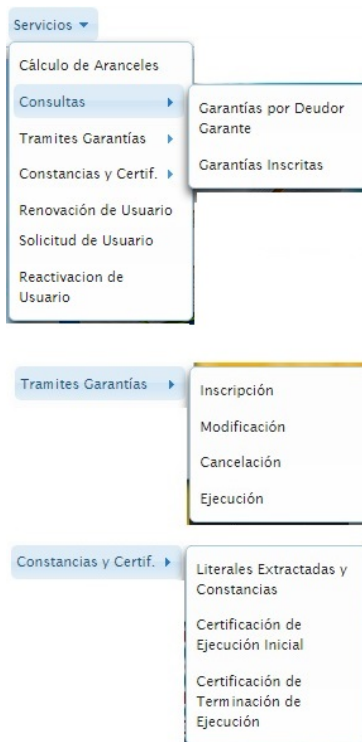 Servicios
Cálculo de Aranceles
Consultas
Garantías por Deudor
Garante
Garantías Inscritas
Tramites Garantías
Constancias y Certif.
Renovación de Usuario
Solicitud de Usuario
Reactivacion de
Usuario
Tramites Garantías
Inscripción
Modificación
Cancelación
Ejecución
Constancias y Certif.
Literales Extractadas y
Constancias
Certificación de
Ejecución Inicial
Certificación de
Terminación de
Ejecución